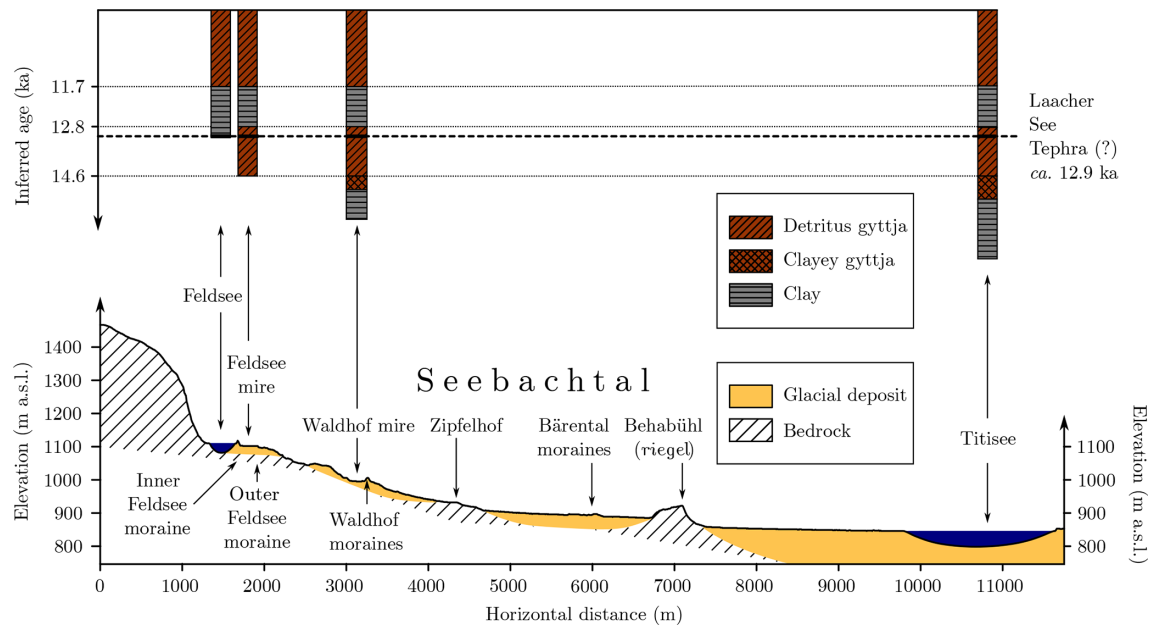 Inferred age (ka)
11.7
12.8
14.6
Laacher
See
Tephra (?)
ca. 12.9 ka
Detritus gyttja
Clayey gyttja
Clay
Feldsee
Feldsee
mire
Seebachtal
Glacial deposit
Bedrock
Elevation (m a.s.l.)
1400
1300
1200
1100
1000
900
800
Waldhof mire
Zipfelhof
Bärental
moraines
Behabühl
(riegel)
Titisee
Inner
Feldsee
moraine
Outer
Feldsee
moraine
Waldhof
moraines
1100
1000
900
800
Elevation (m a.s.l.)
0
1000
2000
3000
4000
5000
6000
7000
8000
9000
10000
11000
Horizontal distance (m)